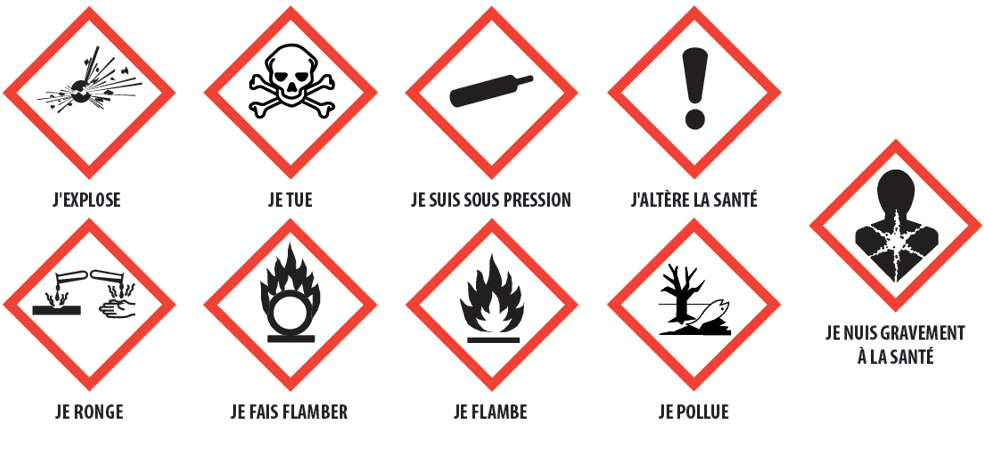 J'EXPLOSE
JE TUE
JE SUIS SOUS PRESSION
J'ALTÈRE LA SANTÉ
JE NUIS GRAVEMENT
À LA SANTÉ
JE RONGE
JE FAIS FLAMBER
JE FLAMBE
JE POLLUE